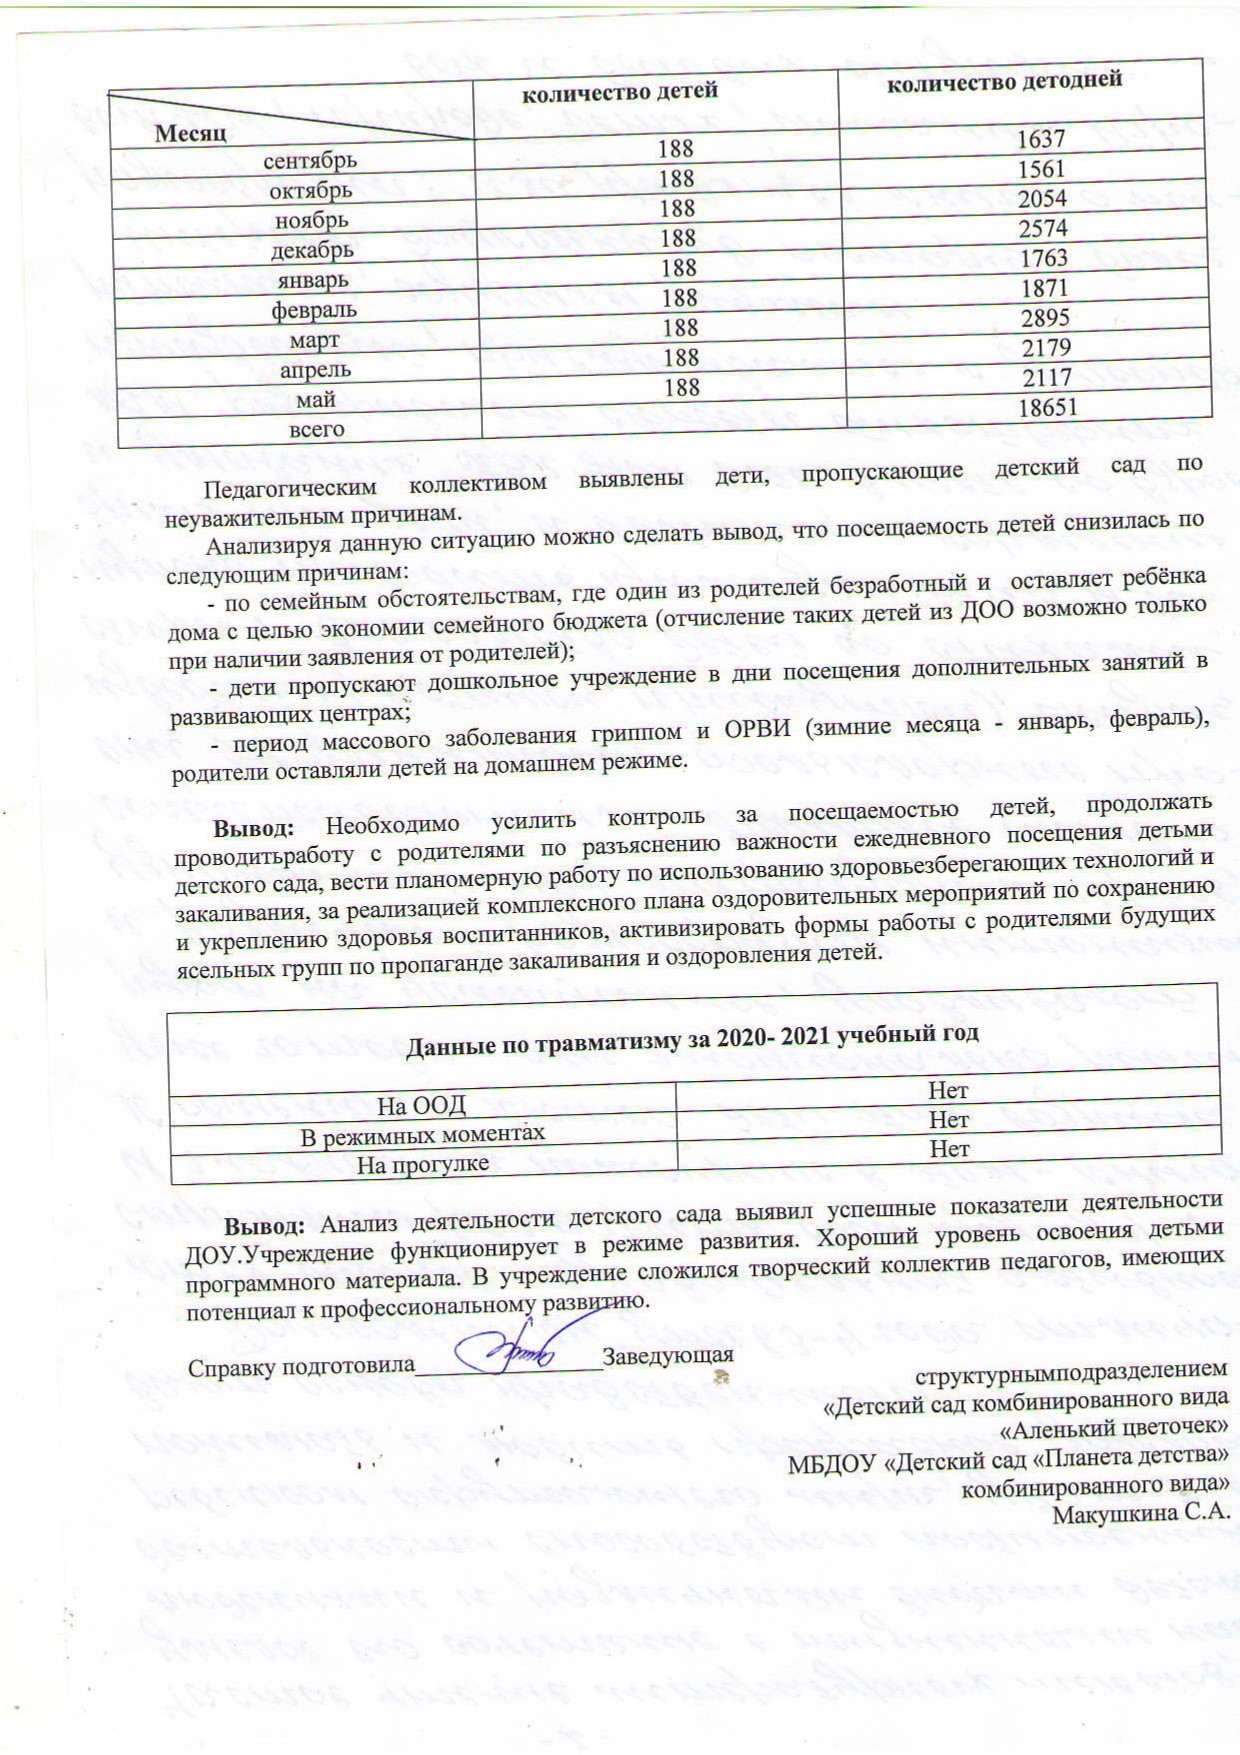 Месяц количество детей количество детодней
сентябрь 188 1637
октябрь 188 1561
ноябрь 188 2054
декабрь 188 2574
январь 188 1763
февраль 188 1871
март 188 2895
апрель 188 2179
май 188 2117
всего 18651
Педагогическим коллективом выявлены дети, пропускающие детский сад по
неуважительным причинам.
Анализируя данную ситуацию можно сделать вывод, что посещаемость детей снизилась по
следующим причинам:
- по семейным обстоятельствам, где один из родителей безработный и оставляет ребёнка
дома с целью экономии семейного бюджета (отчисление таких детей из ДОО возможно только
при наличии заявления от родителей);
- дети пропускают дошкольное учреждение в дни посещения дополнительных занятий в
развивающих центрах;
- период массового заболевания гриппом и ОРВИ (зимние месяца - январь, февраль),
родители оставляли детей на домашнем режиме.
Вывод: Необходимо усилить контроль за посещаемостью детей, продолжать
проводитьработу с родителями по разъяснению важности ежедневного посещения детьми
детского сада, вести планомерную работу по использованию здоровьезберегающих технологий и
закаливания, за реализацией комплексного плана оздоровительных мероприятий по сохранению
и укреплению здоровья воспитанников, активизировать формы работы с родителями будущих
ясельных групп по пропаганде закаливания и оздоровления детей.
Данные по травматизму за 2020- 2021 учебный год
На ООД Нет
В режимных моментах Нет
На прогулке Нет
Вывод: Анализ деятельности детского сада выявил успешные показатели деятельности
ДОУ.Учреждение функционирует в режиме развития. Хороший уровень освоения детьми
программного материала. В учреждение сложился творческий коллектив педагогов, имеющих
потенциал к профессиональному развитию.
Справку подготовила_______________Заведующая
структурнымподразделением
«Детский сад комбинированного вида
«Аленький цветочек»
МБДОУ «Детский сад «Планета детства»
комбинированного вида»
Макушкина С.А.